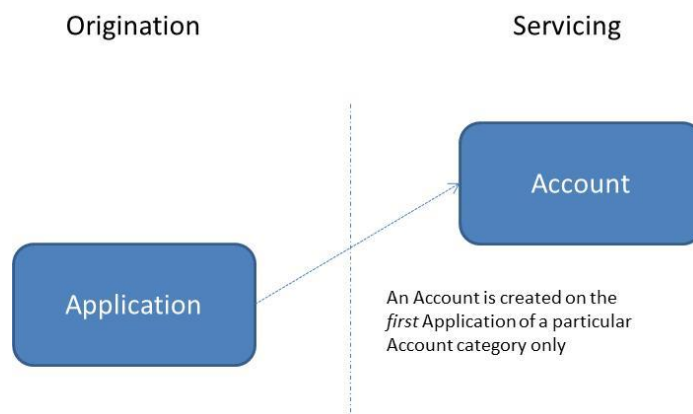 Origination
Servicing
Account
Application
An Account is created on the
first Application of a particular
Account category only